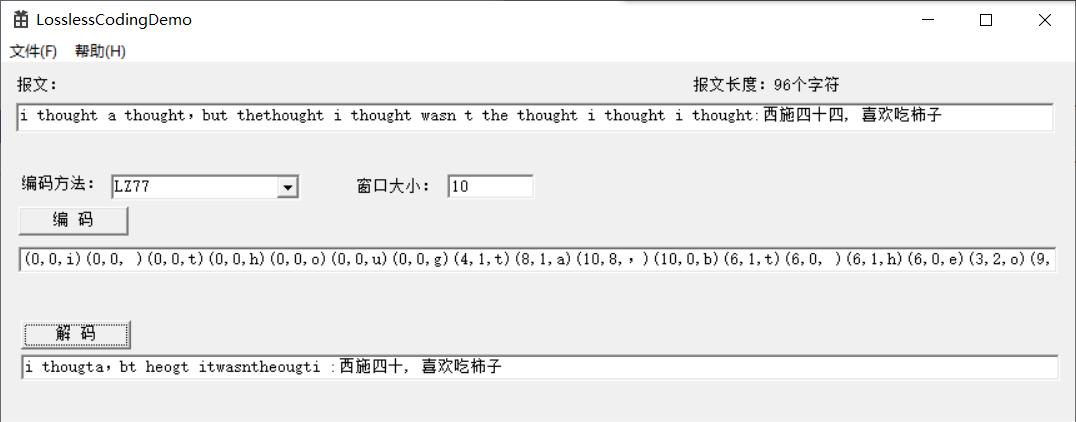 LosslessCodingDemo
文件(F) 帮助(H)
报文: 报文长度: 96个字符
i thought a thought，but thethought i thought wasn t the thought i thought i thought:西施四十四, 喜欢吃柿子
编码方法: LZ77 窗口大小: 10
编 码
(0,0,i)(0,0, )(0,0,t)(0,0,h)(0,0,o)(0,0,u)(0,0,g)(4,1,t)(8,1,a)(10,8,，)(10,0,b)(6,1,t)(6,0, )(6,1,h)(6,0,e)(3,2,o)(9,
解 码
i thougta，bt heogt itwasntheougti :西施四十, 喜欢吃柿子